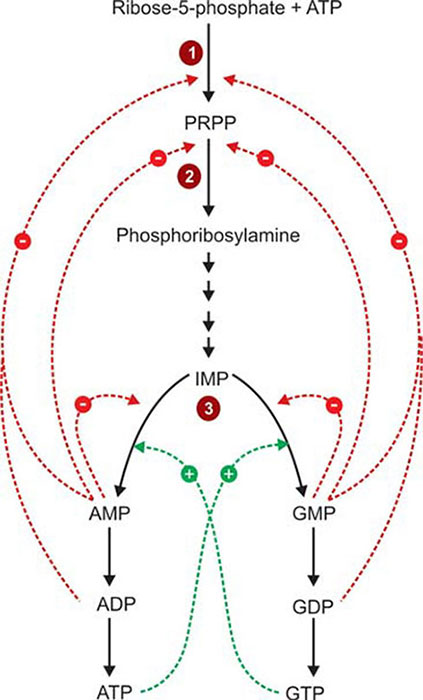 Ribose-5-phosphate + ATP
1
PRPP
− −
2
− −
Phosphoribosylamine
IMP
− 3 −
+ +
AMP GMP
ADP GDP
ATP GTP